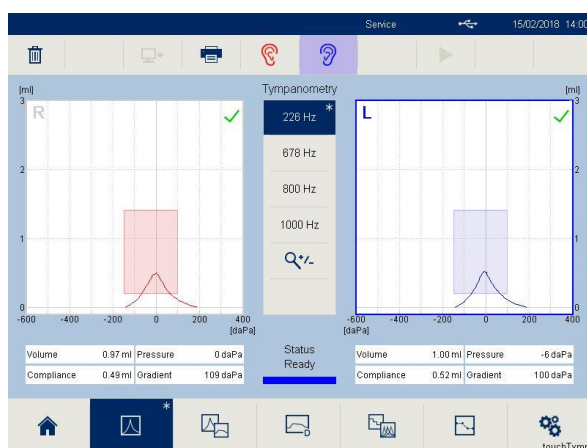 Service 15/02/2018 14:00
Tympanometry
[ml] [ml]
3 R 226 Hz * 3 L
678 Hz
2 800 Hz 2
1000 Hz
1 +/- 1
0 0
-600 -400 -200 0 200 400 -600 -400 -200 0 200 400
[daPa] [daPa]
Volume 0.97 ml Pressure 0 daPa Status Volume 1.00 ml Pressure -6 daPa
Compliance 0.49 ml Gradient 109 daPa Ready Compliance 0.52 ml Gradient 100 daPa
*
D
touchTymp